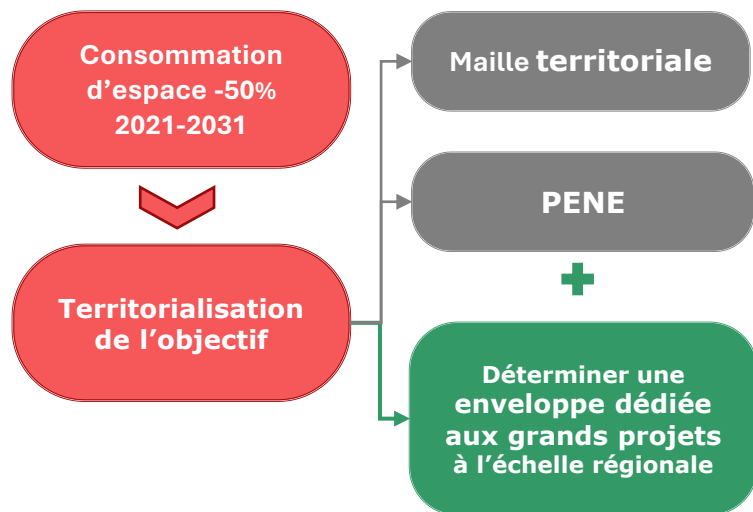 Consommation
d’espace -50%
2021-2031
Territorialisation
de l’objectif
Maille territoriale
PENE
Déterminer une
enveloppe dédiée
aux grands projets
à l’échelle régionale